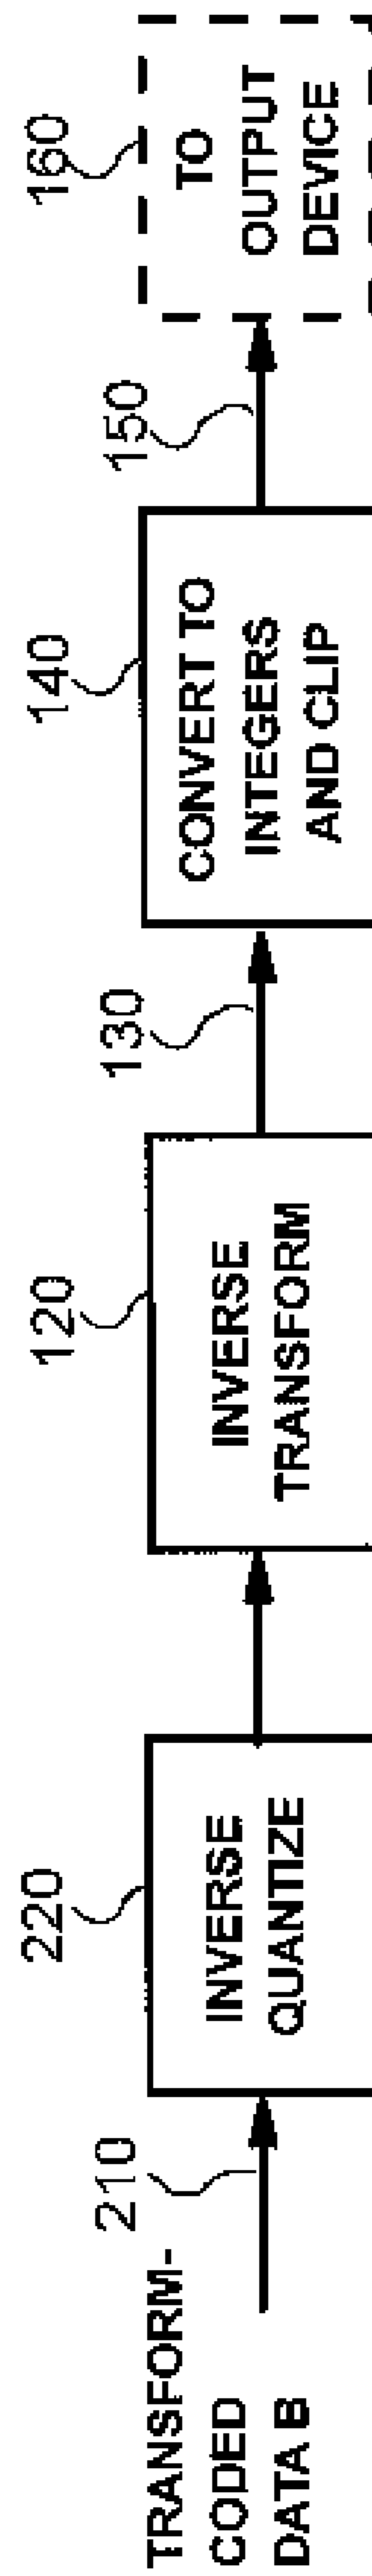 TRANSFORM-
CODED
DATA B
210
220
INVERSE
QUANTIZE
120
INVERSE
TRANSFORM
130
140
CONVERT TO
INTEGERS
AND CLIP
150
160
TO
OUTPUT
DEVICE